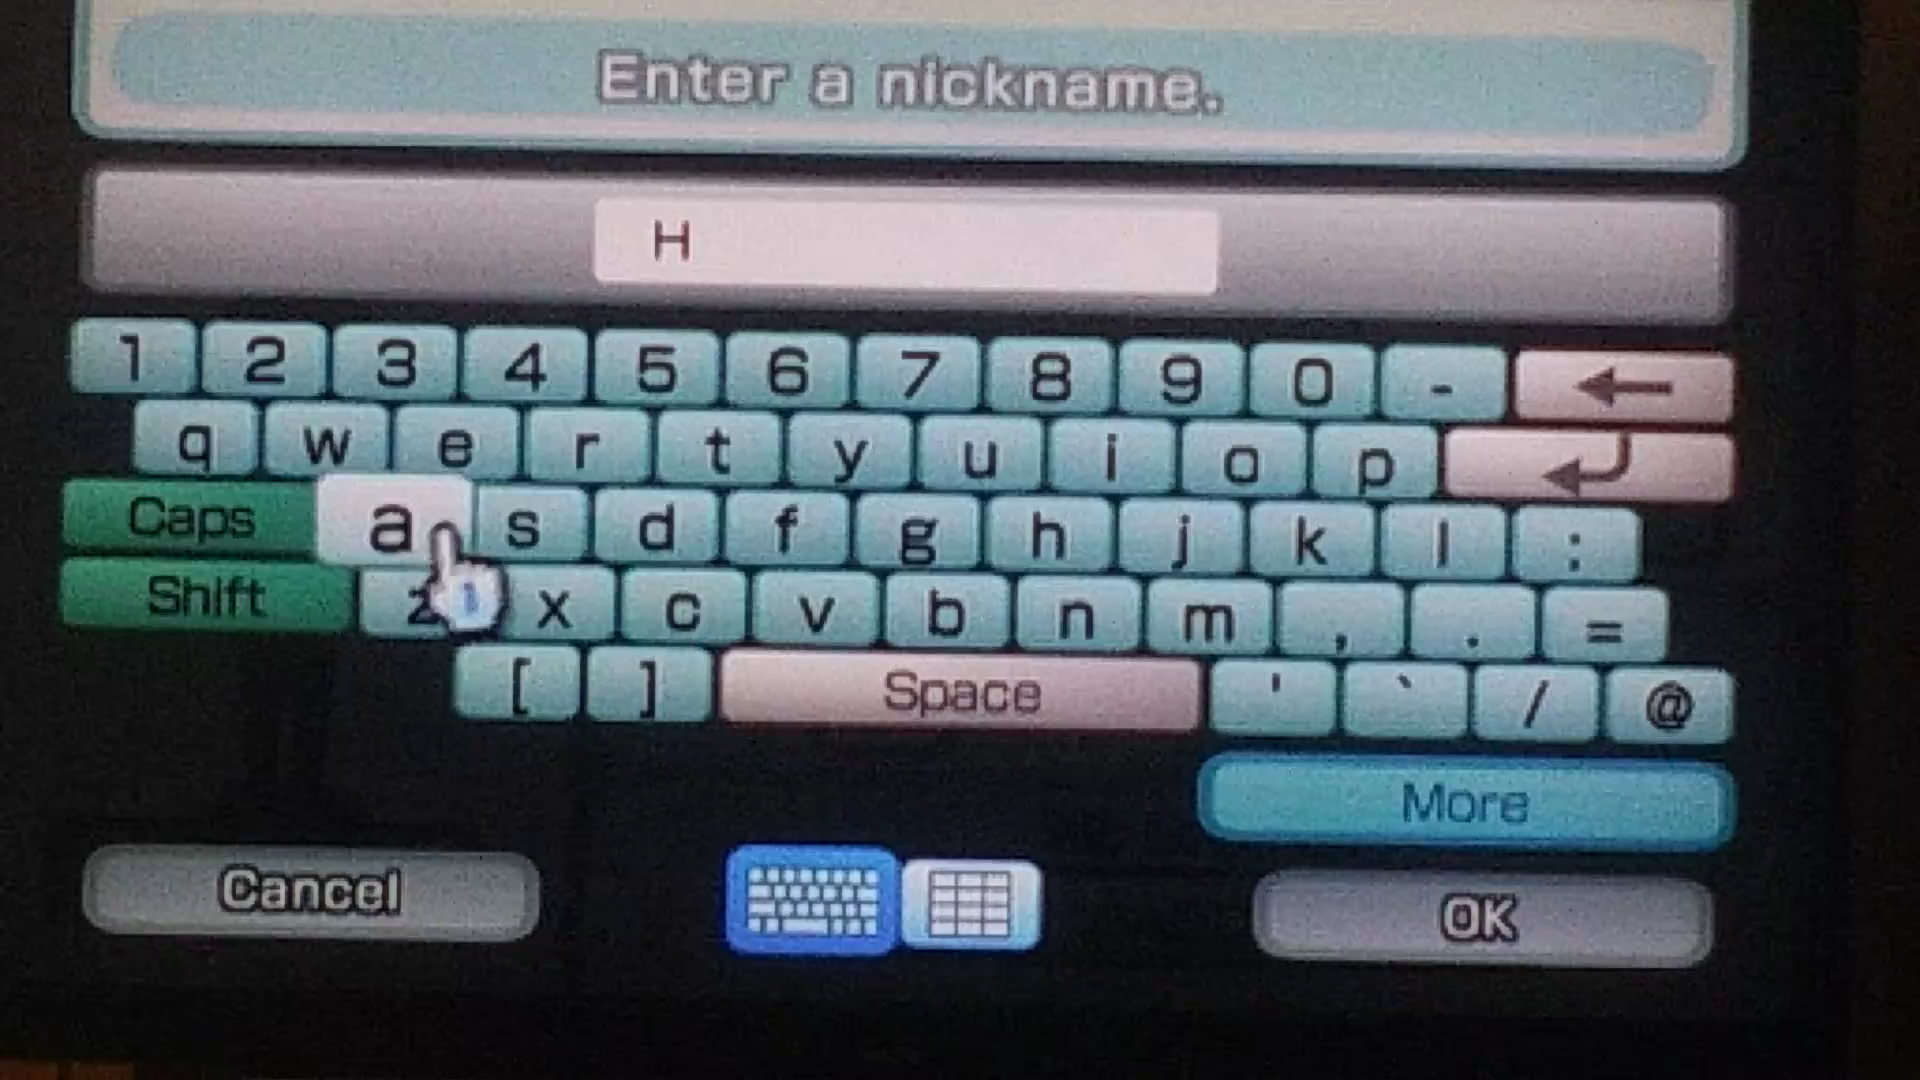 Enter a nickname.
H
1 2 3 4 5 6 7 8 9 0 -
q w e r t y u i o p
Caps a s d f g h j k l :
Shift z x c v b n m , . =
[ ] Space ' ` / @
More
Cancel OK